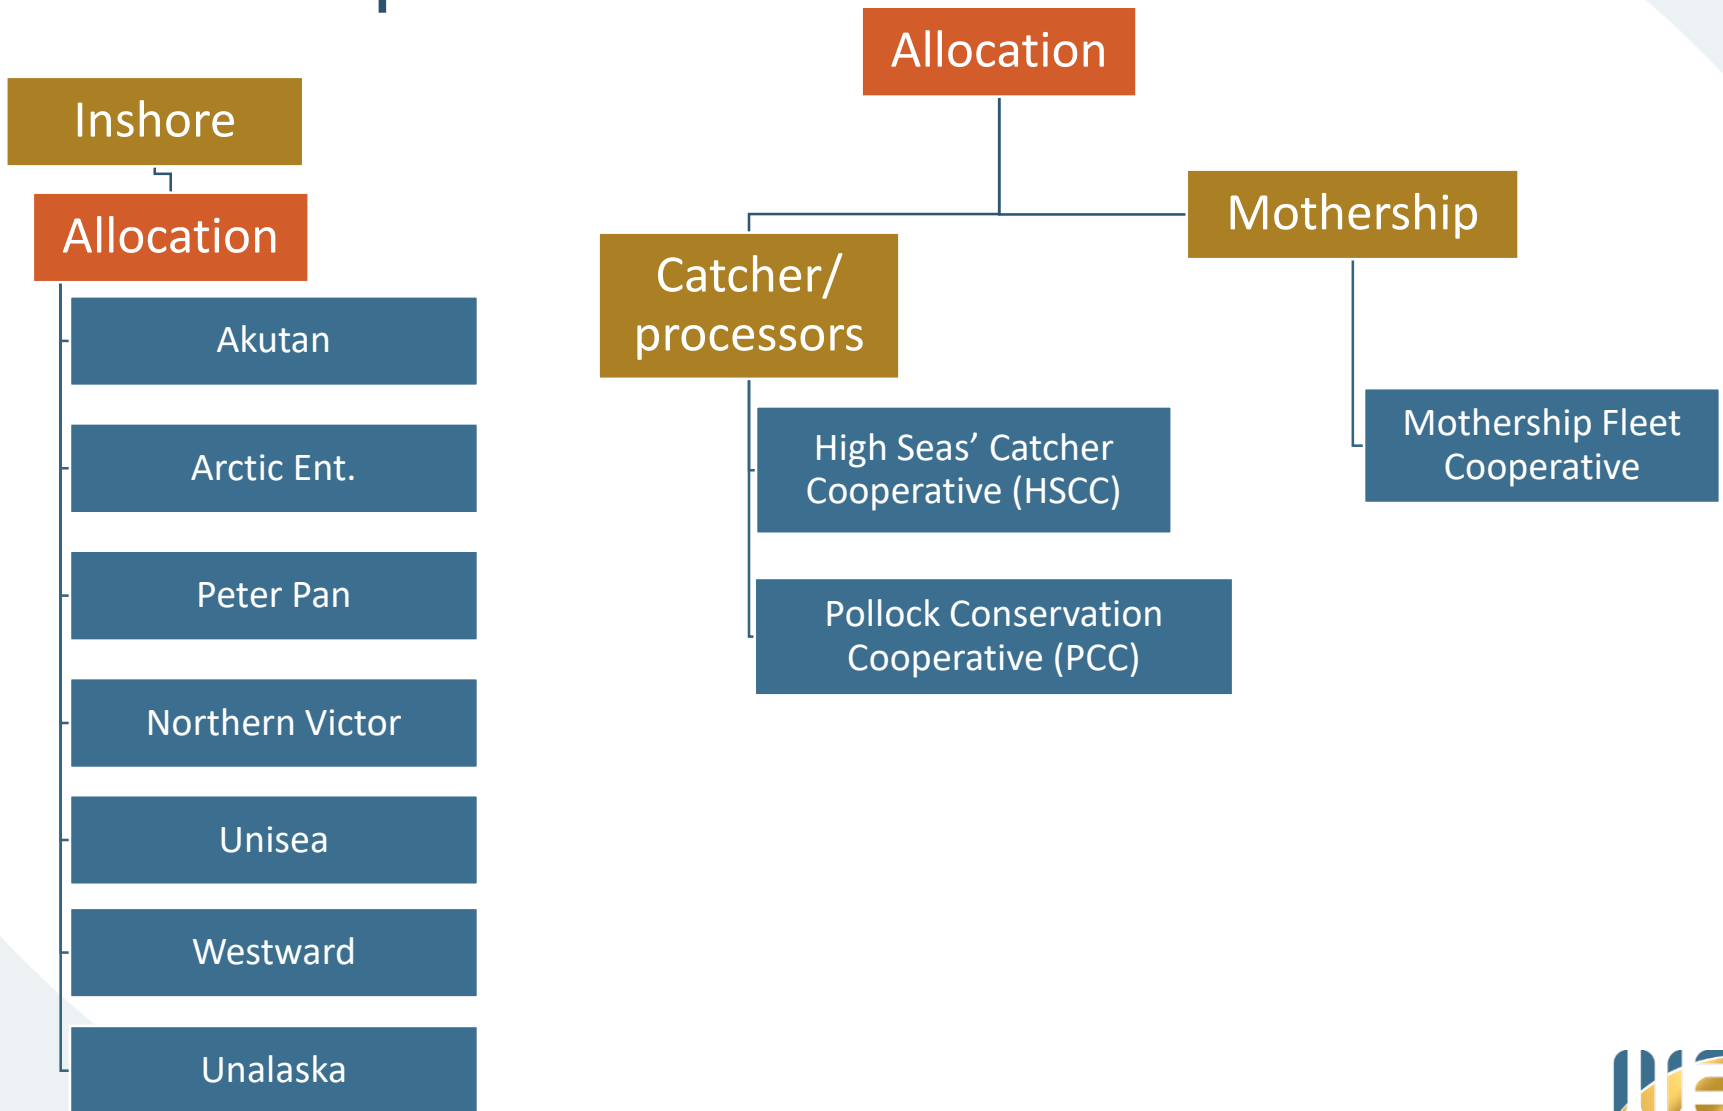 Inshore
Allocation
Akutan
Arctic Ent.
Peter Pan
Northern Victor
Unisea
Westward
Unalaska
Allocation
Catcher/
processors
High Seas’ Catcher
Cooperative (HSCC)
Pollock Conservation
Cooperative (PCC)
Mothership
Mothership Fleet
Cooperative